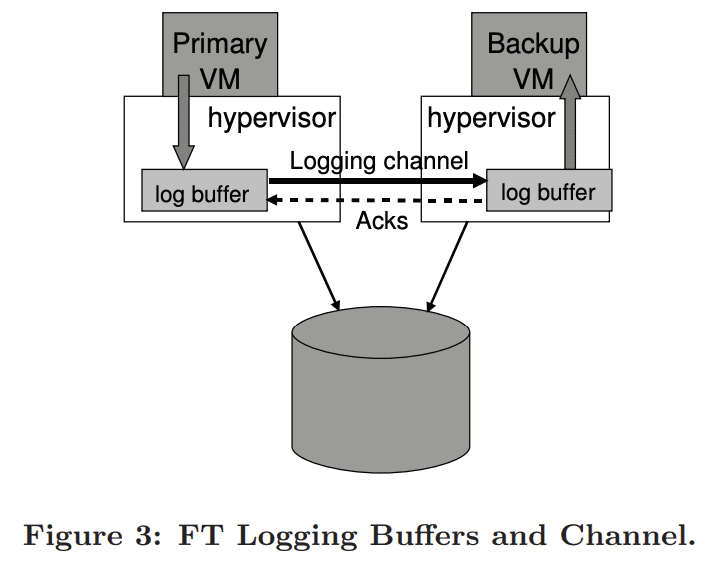 Primary
VM
Backup
VM
hypervisor
hypervisor
Logging channel
log buffer
log buffer
Acks
Figure 3: FT Logging Buffers and Channel.